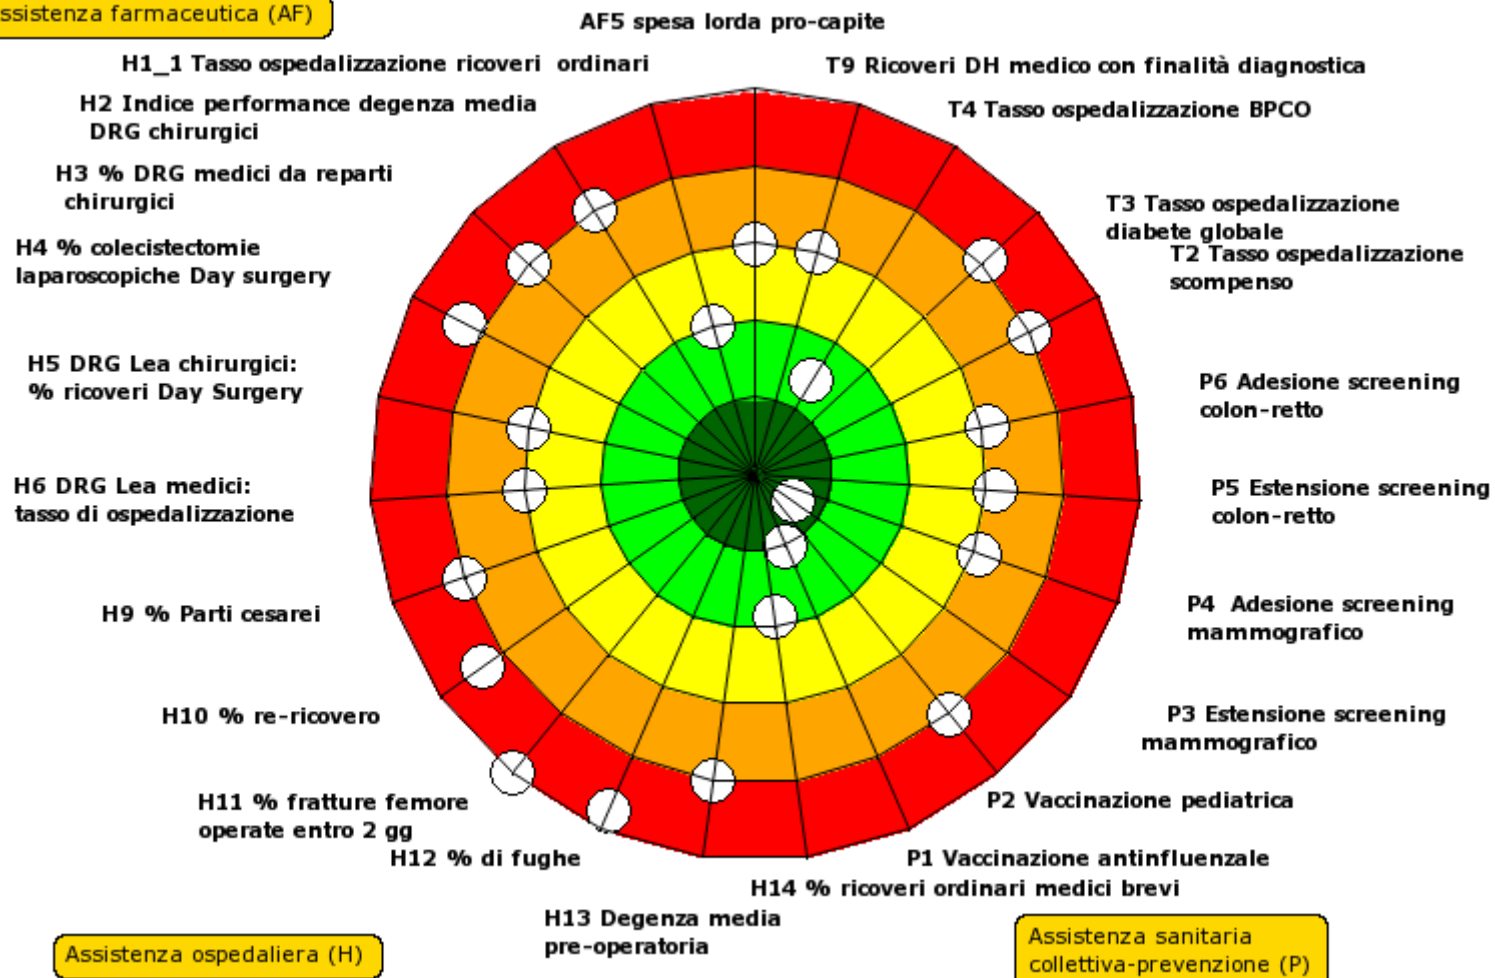 ssistenza farmaceutica (AF)
AF5 spesa lorda pro-capite
H1_1 Tasso ospedalizzazione ricoveri ordinari
T9 Ricoveri DH medico con finalità diagnostica
H2 Indice performance degenza media
DRG chirurgici
T4 Tasso ospedalizzazione BPCO
H3 % DRG medici da reparti
chirurgici
T3 Tasso ospedalizzazione
diabete globale
H4 % colecistectomie
laparoscopiche Day surgery
T2 Tasso ospedalizzazione
scompenso
H5 DRG Lea chirurgici:
% ricoveri Day Surgery
P6 Adesione screening
colon-retto
H6 DRG Lea medici:
tasso di ospedalizzazione
P5 Estensione screening
colon-retto
H9 % Parti cesarei
P4 Adesione screening
mammografico
H10 % re-ricovero
P3 Estensione screening
mammografico
H11 % fratture femore
operate entro 2 gg
P2 Vaccinazione pediatrica
H12 % di fughe
P1 Vaccinazione antinfluenzale
H14 % ricoveri ordinari medici brevi
H13 Degenza media
pre-operatoria
Assistenza ospedaliera (H)
Assistenza sanitaria
collettiva-prevenzione (P)